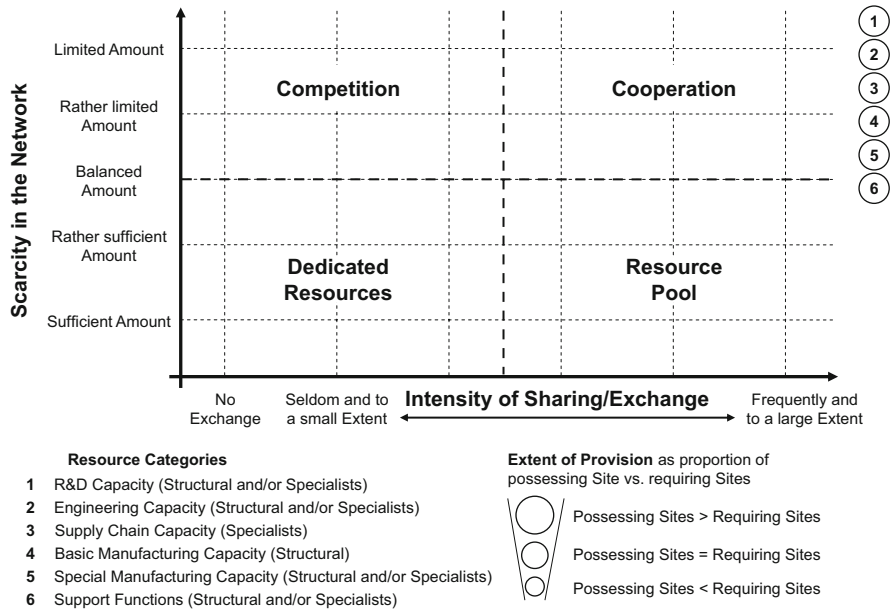 Scarcity in the Network
Limited Amount
Rather limited
Amount
Balanced
Amount
Rather sufficient
Amount
Sufficient Amount
Competition
Cooperation
Dedicated
Resources
Resource
Pool
1
2
3
4
5
6
No
Exchange
Seldom and to
a small Extent
Intensity of Sharing/Exchange
Frequently and
to a large Extent
Resource Categories
1 R&D Capacity (Structural and/or Specialists)
2 Engineering Capacity (Structural and/or Specialists)
3 Supply Chain Capacity (Specialists)
4 Basic Manufacturing Capacity (Structural)
5 Special Manufacturing Capacity (Structural and/or Specialists)
6 Support Functions (Structural and/or Specialists)
Extent of Provision as proportion of
possessing Site vs. requiring Sites
Possessing Sites > Requiring Sites
Possessing Sites = Requiring Sites
Possessing Sites < Requiring Sites